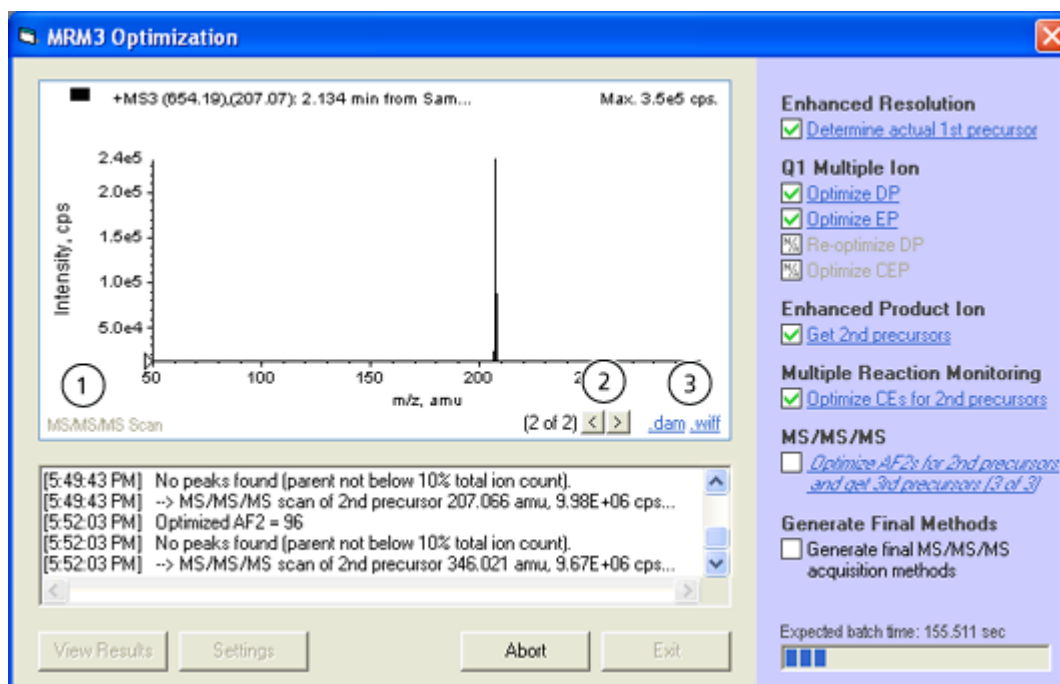 MRM3 Optimization
+MS3 (654.19),(207.07): 2.134 min from Sam... Max. 3.5e5 cps.
2.4e5
2.0e5
1.5e5
1.0e5
5.0e4
Intensity, cps
50 100 150 200 2
m/z, amu
1
2
3
MS/MS/MS Scan
(2 of 2) < > .dam .wiff
[5:49:43 PM] No peaks found (parent not below 10% total ion count).
[5:49:43 PM] --> MS/MS/MS scan of 2nd precursor 207.066 amu, 9.98E+06 cps...
[5:52:03 PM] Optimized AF2 = 96
[5:52:03 PM] No peaks found (parent not below 10% total ion count).
[5:52:03 PM] --> MS/MS/MS scan of 2nd precursor 346.021 amu, 9.67E+06 cps...
View Results Settings Abort Exit
Enhanced Resolution
Determine actual 1st precursor
Q1 Multiple Ion
Optimize DP
Optimize EP
N/A Re-optimize DP
N/A Optimize CEP
Enhanced Product Ion
Get 2nd precursors
Multiple Reaction Monitoring
Optimize CEs for 2nd precursors
MS/MS/MS
Optimize AF2s for 2nd precursors
and get 3rd precursors (3 of 3)
Generate Final Methods
Generate final MS/MS/MS
acquisition methods
Expected batch time: 155.511 sec